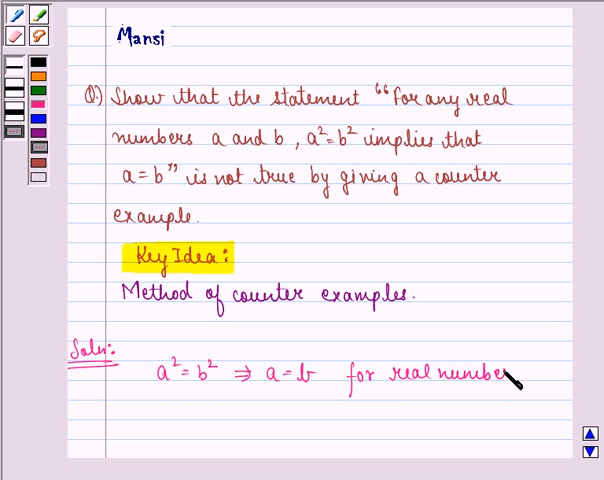 Mansi
Q.) Show that the statement “For any real
numbers a and b, a² = b² implies that
a = b” is not true by giving a counter
example.
Key Idea:
Method of counter examples.
Soln:
a² = b² ⇒ a = b for real number